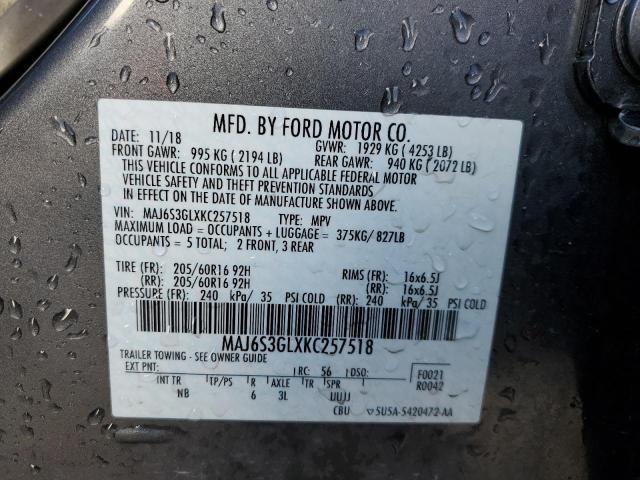 MFD. BY FORD MOTOR CO.
DATE: 11/18 GVWR: 1929 KG ( 4253 LB)
FRONT GAWR: 995 KG ( 2194 LB) REAR GAWR: 940 KG ( 2072 LB)
THIS VEHICLE CONFORMS TO ALL APPLICABLE FEDERAL MOTOR
VEHICLE SAFETY AND THEFT PREVENTION STANDARDS
IN EFFECT ON THE DATE OF MANUFACTURE SHOWN ABOVE.
VIN: MAJ6S3GLXKC257518 TYPE: MPV
MAXIMUM LOAD = OCCUPANTS + LUGGAGE = 375KG/ 827LB
OCCUPANTS = 5 TOTAL; 2 FRONT, 3 REAR
TIRE (FR): 205/60R16 92H RIMS (FR): 16x6.5J
(RR): 205/60R16 92H (RR): 16x6.5J
PRESSURE (FR): 240 kPa/ 35 PSI COLD (RR): 240 kPa/ 35 PSI COLD
MAJ6S3GLXKC257518
TRAILER TOWING - SEE OWNER GUIDE
EXT PNT: RC: 56 DSO: F0021
R0042
INT TR TP/PS R AXLE TR SPR
NB 6 3L UUJJ
CBU 5U5A-5420472-AA